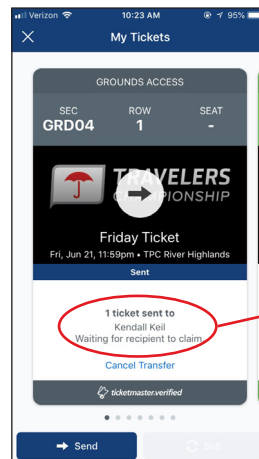 Verizon 10:23 AM 95%
My Tickets
GROUNDS ACCESS
SEC ROW SEAT
GRD04 1 -
TRAVELERS
CHAMPIONSHIP
Friday Ticket
Fri, Jun 21, 11:59pm • TPC River Highlands
Sent
1 ticket sent to
Kendall Keil
Waiting for recipient to claim
Cancel Transfer
ticketmaster verified
Send Sell